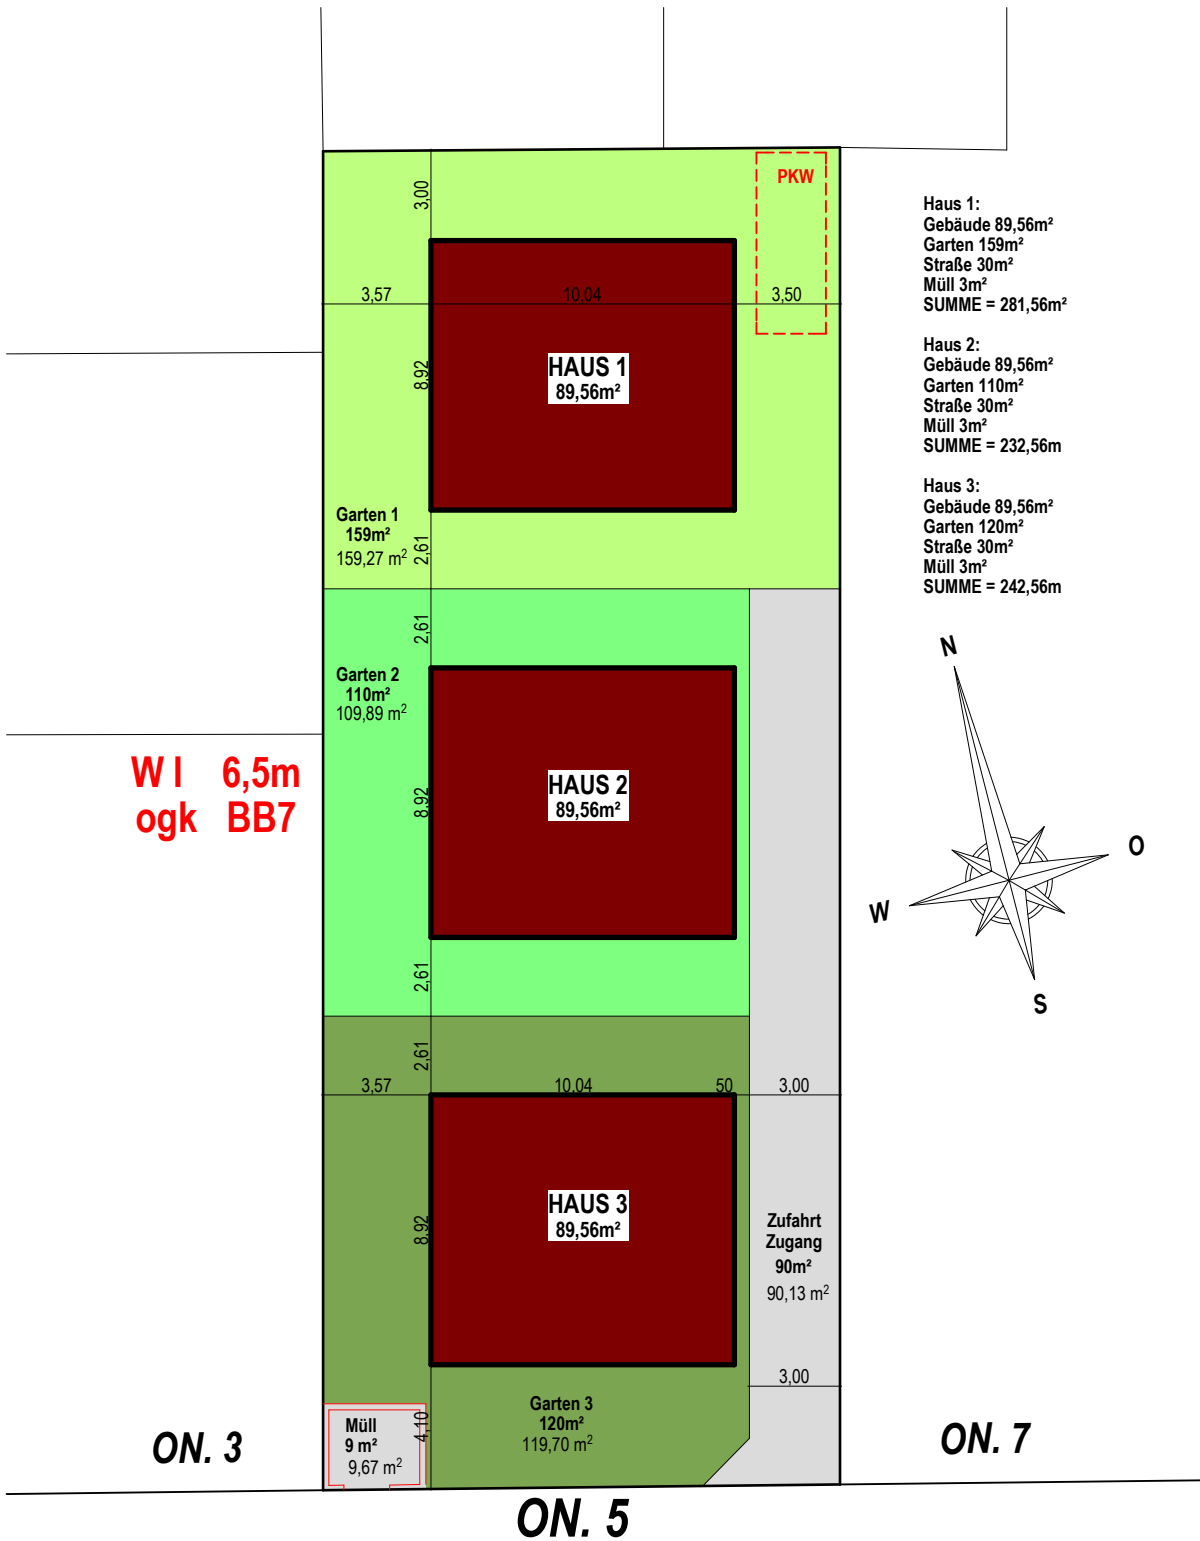 PKW
3,00
3,57
10,04
3,50
8,92
HAUS 1
89,56m²
Garten 1
159m²
159,27 m²
2,61
2,61
Garten 2
110m²
109,89 m²
HAUS 2
89,56m²
8,92
2,61
2,61
3,57
10,04
50
3,00
HAUS 3
89,56m²
8,92
Zufahrt
Zugang
90m²
90,13 m²
3,00
Garten 3
120m²
119,70 m²
4,10
Müll
9 m²
9,67 m²
W I 6,5m
ogk BB7
Haus 1:
Gebäude 89,56m²
Garten 159m²
Straße 30m²
Müll 3m²
SUMME = 281,56m²
Haus 2:
Gebäude 89,56m²
Garten 110m²
Straße 30m²
Müll 3m²
SUMME = 232,56m
Haus 3:
Gebäude 89,56m²
Garten 120m²
Straße 30m²
Müll 3m²
SUMME = 242,56m
N
O
W
S
ON. 3
ON. 7
ON. 5